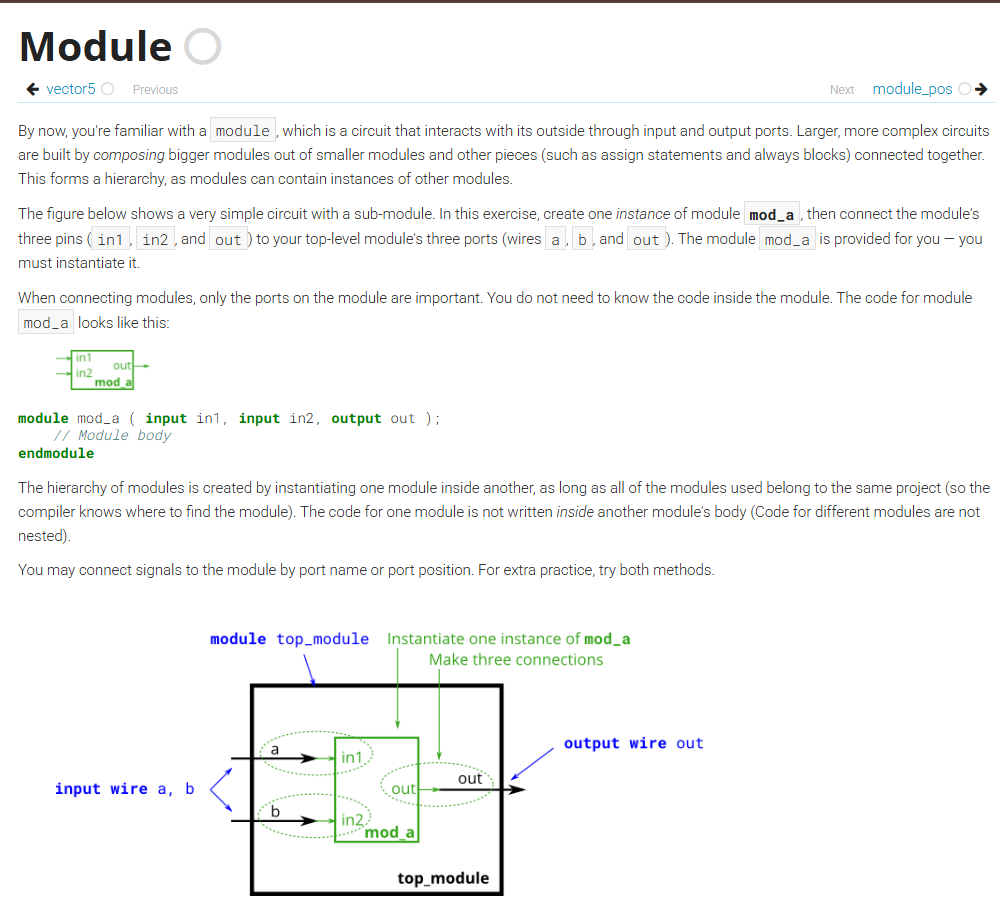 Module
vector5 Previous Next module_pos
By now, you're familiar with a module, which is a circuit that interacts with its outside through input and output ports. Larger, more complex circuits
are built by composing bigger modules out of smaller modules and other pieces (such as assign statements and always blocks) connected together.
This forms a hierarchy, as modules can contain instances of other modules.
The figure below shows a very simple circuit with a sub-module. In this exercise, create one instance of module mod_a, then connect the module's
three pins (in1, in2, and out) to your top-level module's three ports (wires a, b, and out). The module mod_a is provided for you — you
must instantiate it.
When connecting modules, only the ports on the module are important. You do not need to know the code inside the module. The code for module
mod_a looks like this:
in1
out
in2
mod_a
module mod_a ( input in1, input in2, output out );
// Module body
endmodule
The hierarchy of modules is created by instantiating one module inside another, as long as all of the modules used belong to the same project (so the
compiler knows where to find the module). The code for one module is not written inside another module's body (Code for different modules are not
nested).
You may connect signals to the module by port name or port position. For extra practice, try both methods.
module top_module Instantiate one instance of mod_a
Make three connections
output wire out
a
in1
out
input wire a, b
out
b
in2
mod_a
top_module